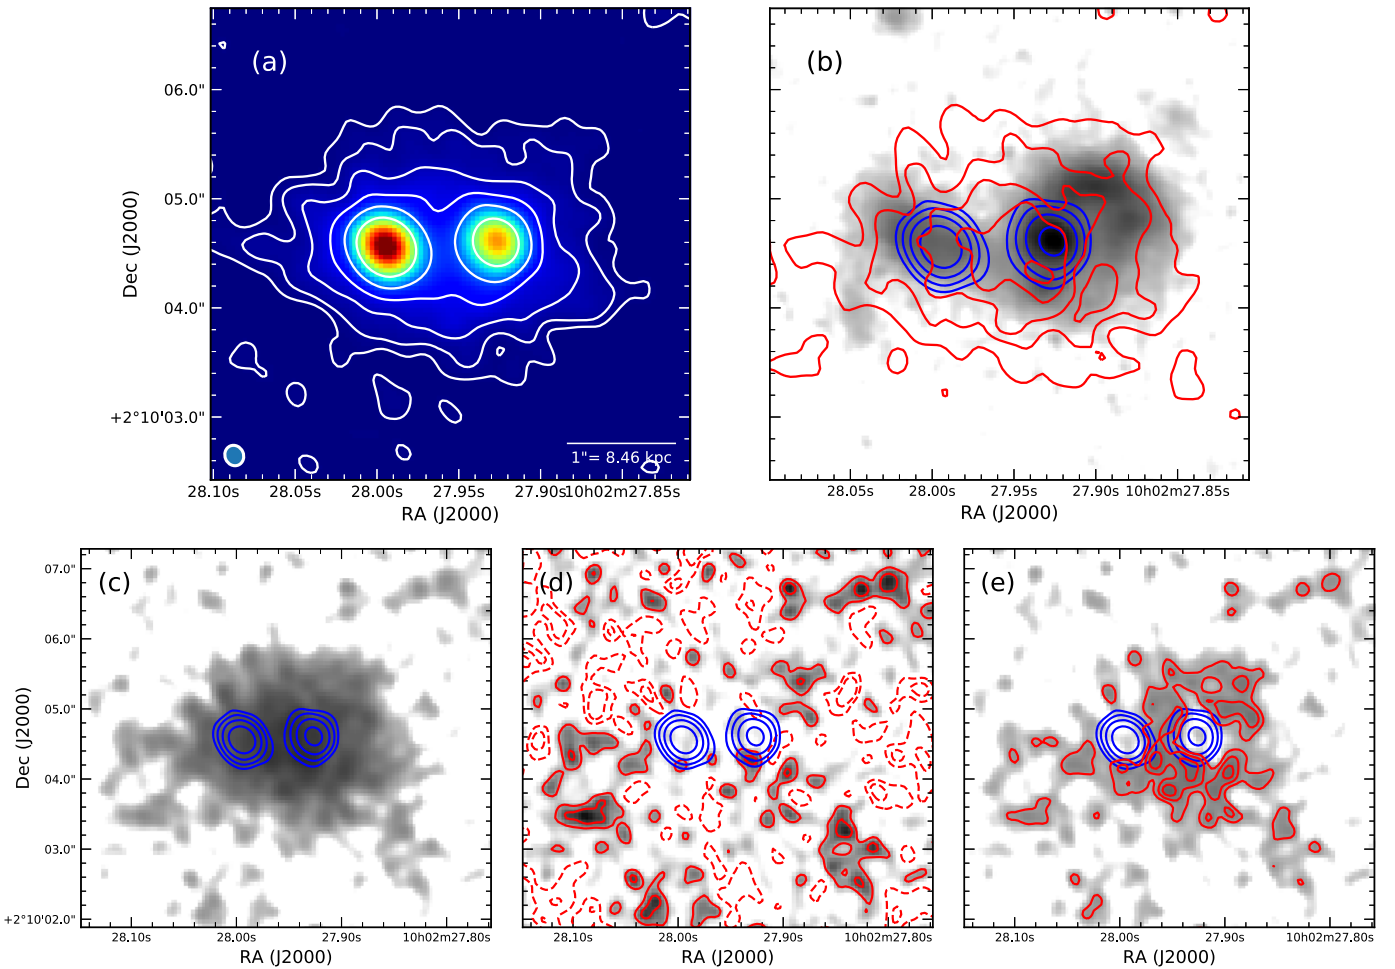 (a)
06.0"
05.0"
04.0"
+2°10'03.0"
Dec (J2000)
1"= 8.46 kpc
28.10s 28.05s 28.00s 27.95s 27.90s 10h02m27.85s
RA (J2000)
(b)
28.05s 28.00s 27.95s 27.90s 10h02m27.85s
RA (J2000)
(c)
07.0"
06.0"
05.0"
04.0"
03.0"
+2°10'02.0"
Dec (J2000)
28.10s 28.00s 27.90s 10h02m27.80s
RA (J2000)
(d)
28.10s 28.00s 27.90s 10h02m27.80s
RA (J2000)
(e)
28.10s 28.00s 27.90s 10h02m27.80s
RA (J2000)